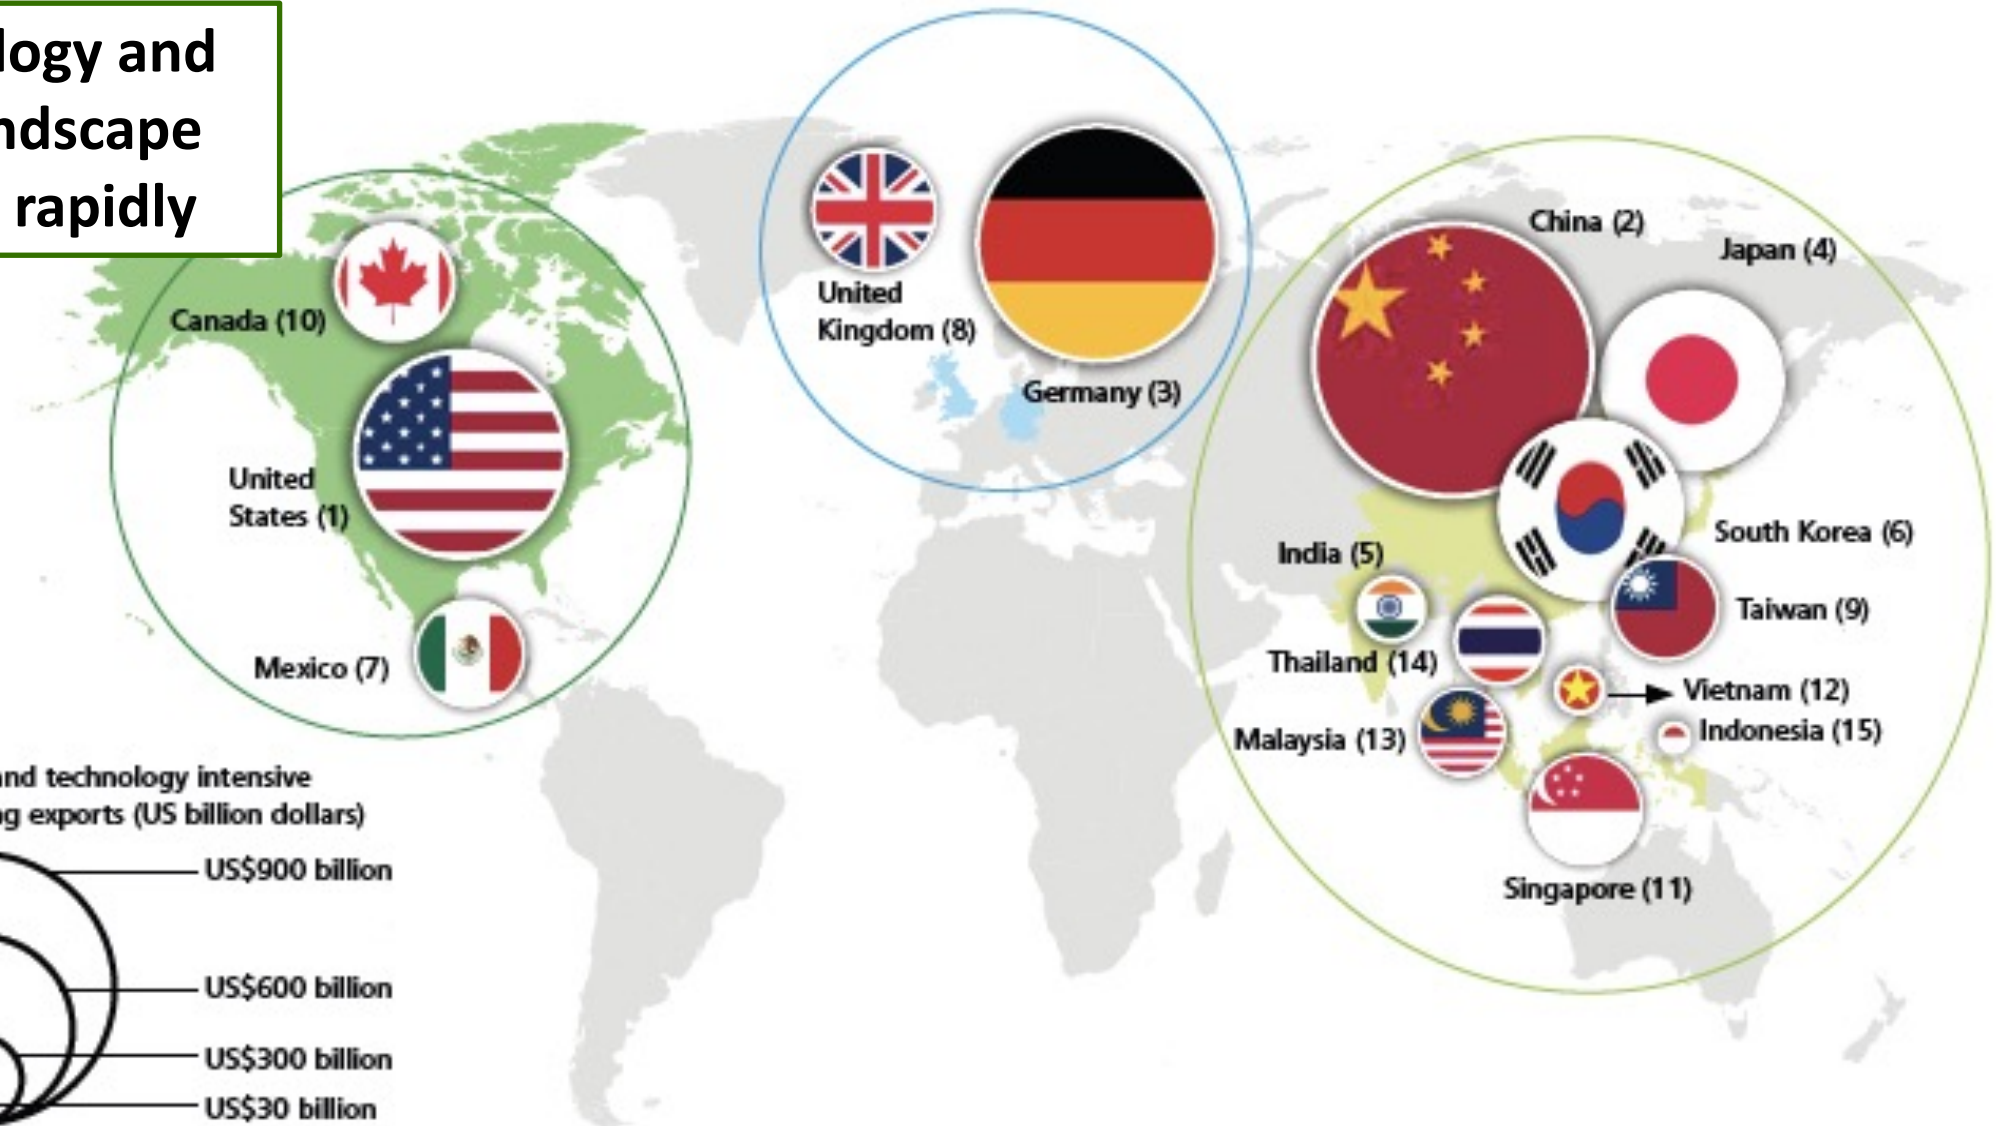 logy and
ndscape
rapidly
China (2)
Japan (4)
United
Kingdom (8)
Canada (10)
Germany (3)
United
States (1)
South Korea (6)
India (5)
Taiwan (9)
Thailand (14)
Mexico (7)
Vietnam (12)
Indonesia (15)
Malaysia (13)
Singapore (11)
and technology intensive
ng exports (US billion dollars)
US$900 billion
US$600 billion
US$300 billion
US$30 billion